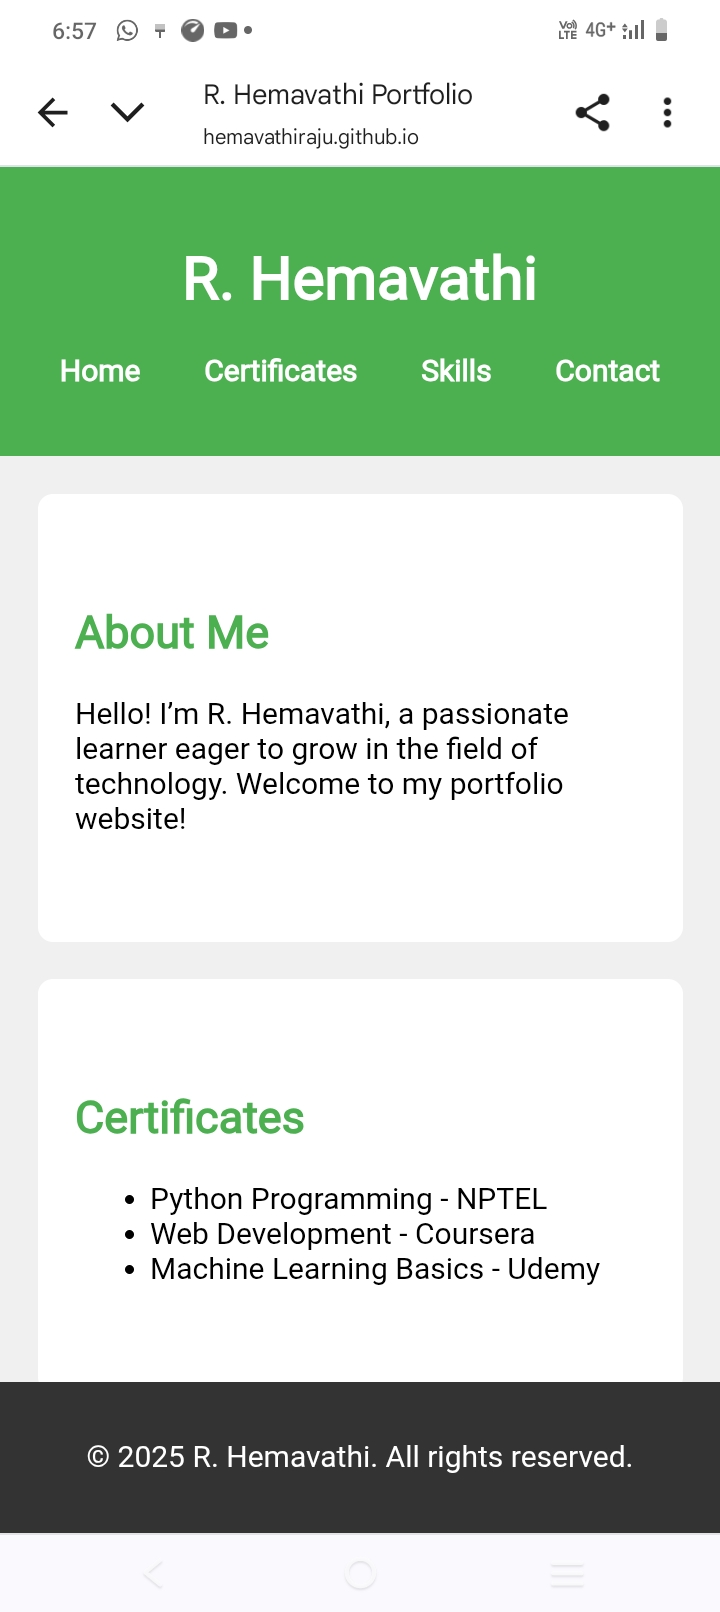 6:57
Vo)) LTE 4G+
R. Hemavathi Portfolio
hemavathiraju.github.io
R. Hemavathi
Home Certificates Skills Contact
About Me
Hello! I’m R. Hemavathi, a passionate
learner eager to grow in the field of
technology. Welcome to my portfolio
website!
Certificates
• Python Programming - NPTEL
• Web Development - Coursera
• Machine Learning Basics - Udemy
© 2025 R. Hemavathi. All rights reserved.